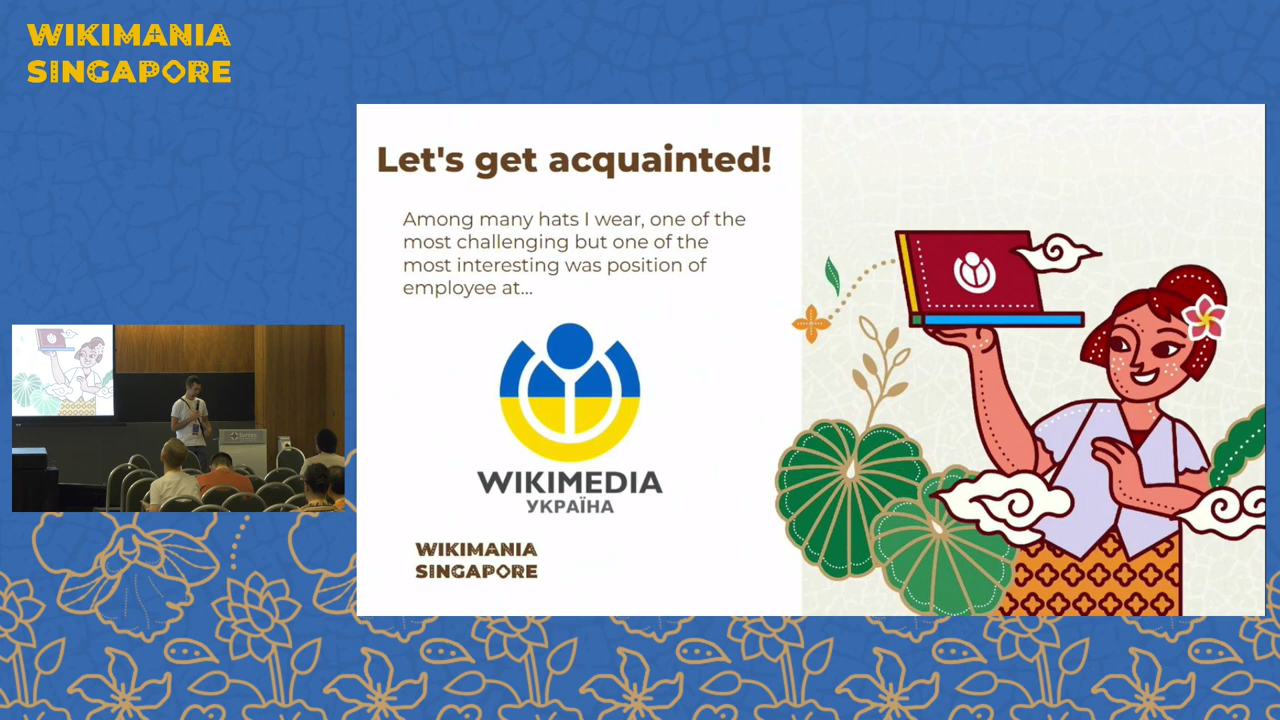 WIKIMANIA
SINGAPORE
Let's get acquainted!
Among many hats I wear, one of the
most challenging but one of the
most interesting was position of
employee at...
WIKIMEDIA
УКРАЇНА
WIKIMANIA
SINGAPORE